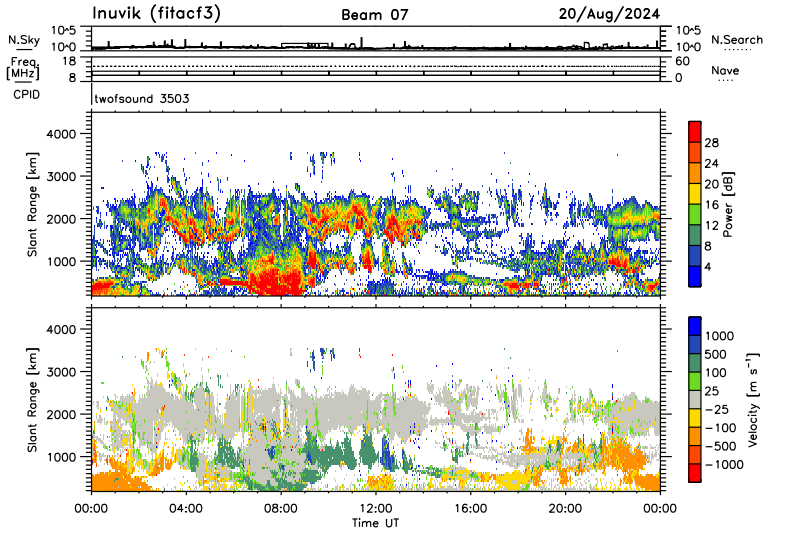 Inuvik (fitacf3) Beam 07 20/Aug/2024
N.Sky 10^5 10^5 N.Search
10^0 10^0
Freq. 18 60
[MHz] 8 0 Nave
CPID twofsound 3503
Slant Range [km] 4000 3000 2000 1000
Power [dB] 28 24 20 16 12 8 4
Slant Range [km] 4000 3000 2000 1000
Velocity [m s⁻¹] 1000 500 100 25 −25 −100 −500 −1000
00:00 04:00 08:00 12:00 16:00 20:00 00:00
Time UT